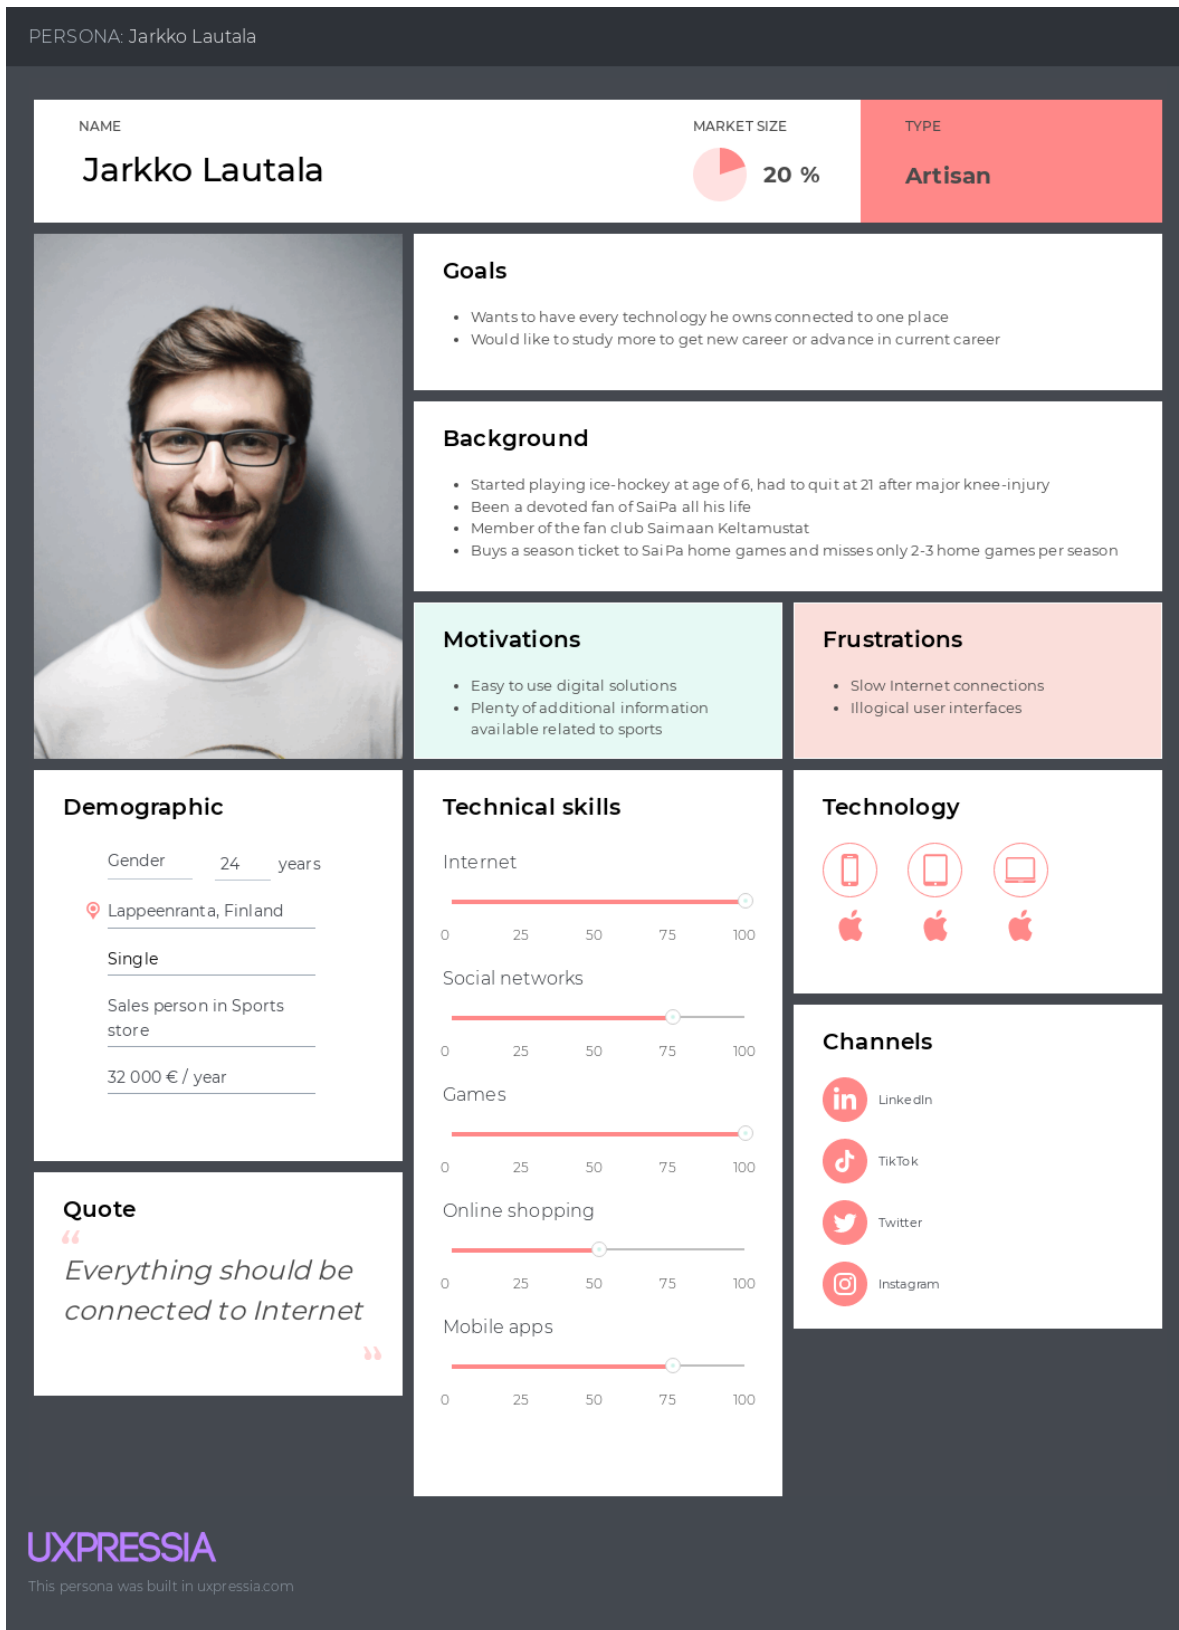 PERSONA: Jarkko Lautala
NAME
Jarkko Lautala
MARKET SIZE
20 %
TYPE
Artisan
Goals
Wants to have every technology he owns connected to one place
Would like to study more to get new career or advance in current career
Background
Started playing ice-hockey at age of 6, had to quit at 21 after major knee-injury
Been a devoted fan of SaiPa all his life
Member of the fan club Saimaan Keltamustat
Buys a season ticket to SaiPa home games and misses only 2-3 home games per season
Motivations
Easy to use digital solutions
Plenty of additional information
available related to sports
Frustrations
Slow Internet connections
Illogical user interfaces
Demographic
Gender 24 years
Lappeenranta, Finland
Single
Sales person in Sports
store
32 000 € / year
Quote
“
Everything should be
connected to Internet
”
Technical skills
Internet
0 25 50 75 100
Social networks
0 25 50 75 100
Games
0 25 50 75 100
Online shopping
0 25 50 75 100
Mobile apps
0 25 50 75 100
Technology
Channels
in LinkedIn
TikTok
Twitter
Instagram
UXPRESSIA
This persona was built in uxpressia.com